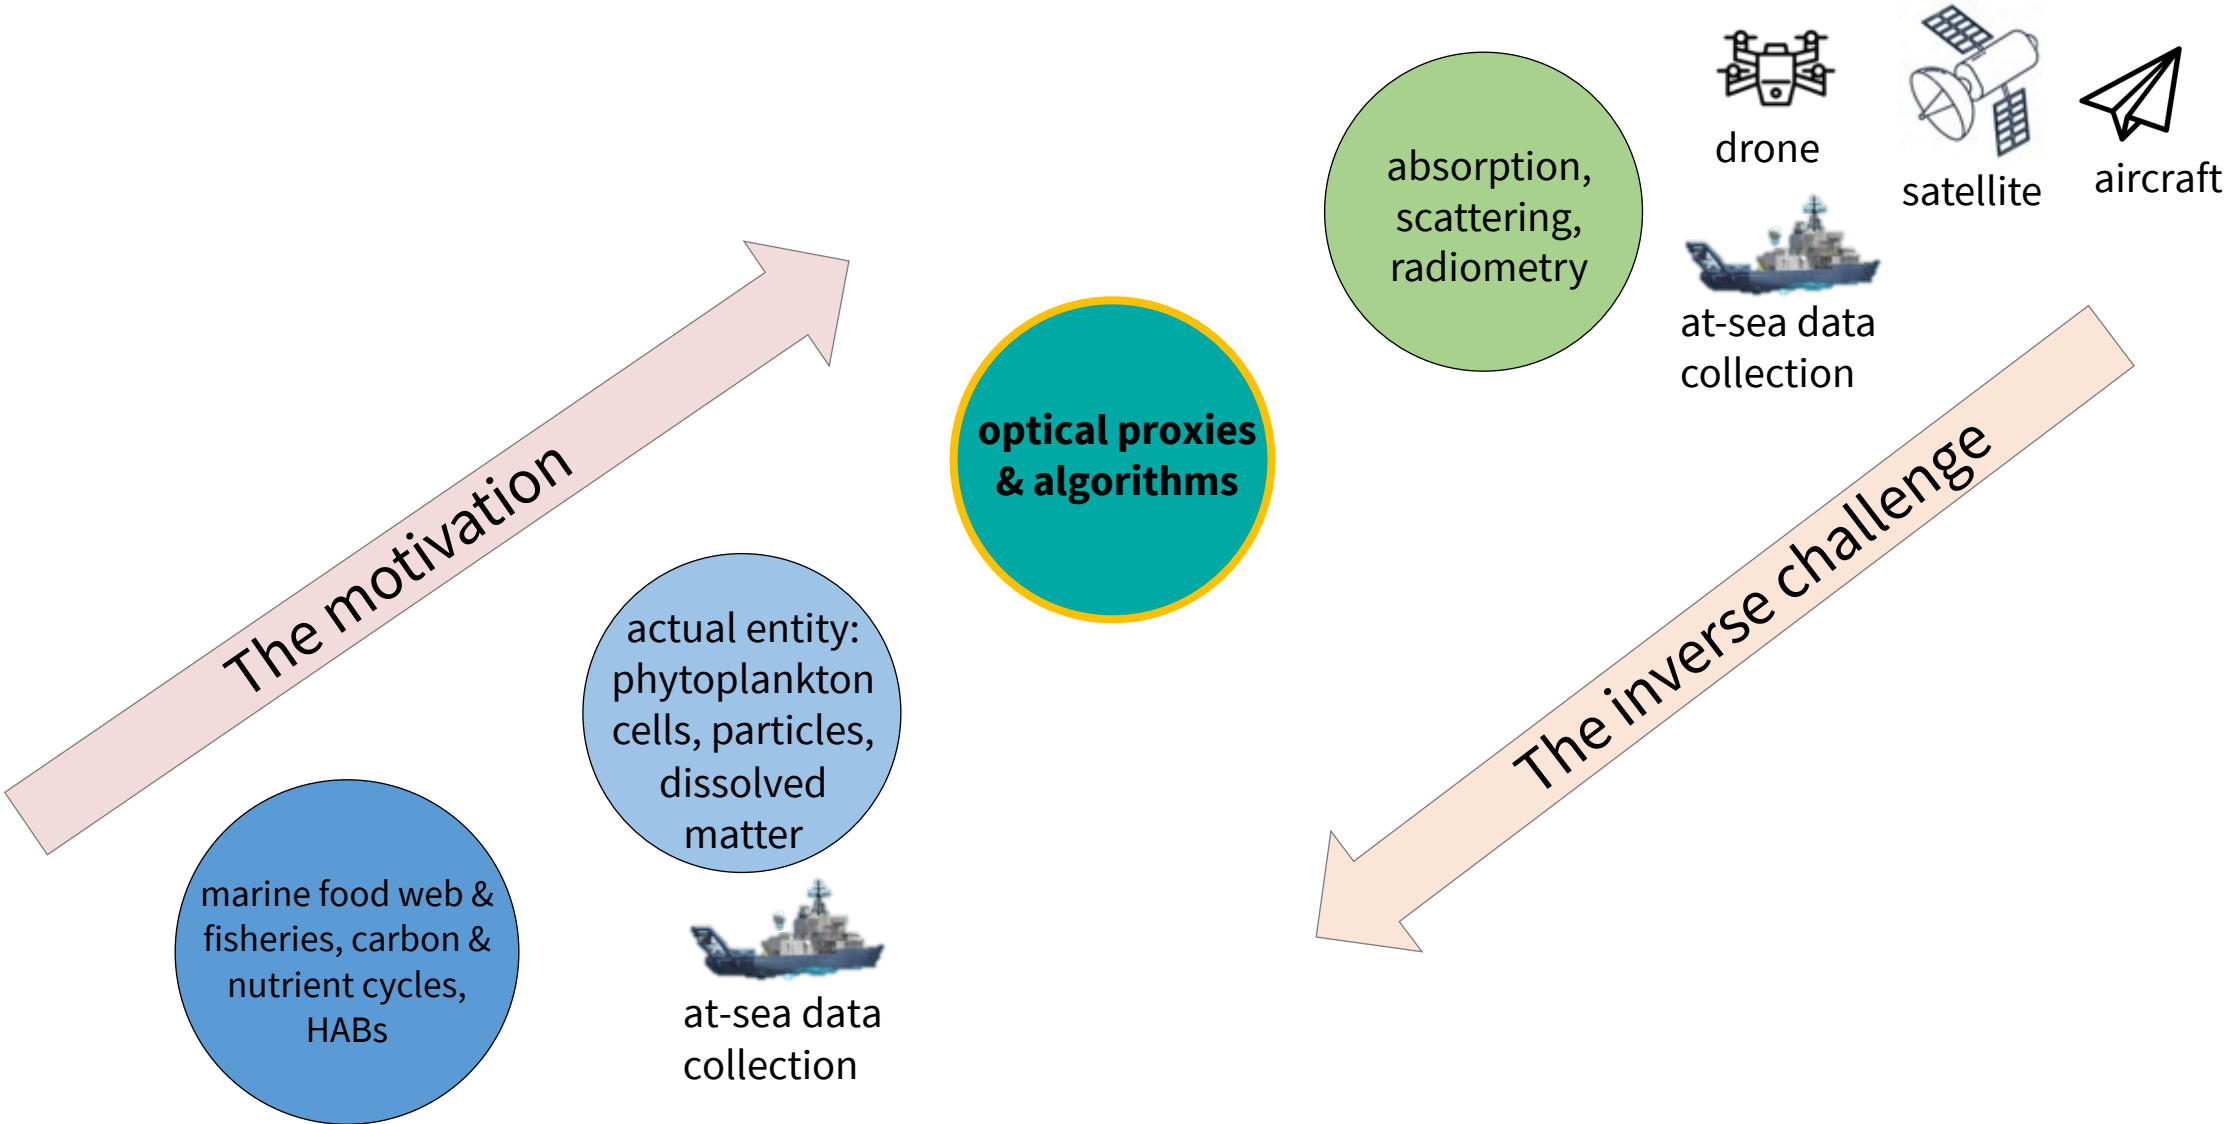 drone
satellite
aircraft
absorption,
scattering,
radiometry
at-sea data
collection
The motivation
optical proxies
& algorithms
The inverse challenge
actual entity:
phytoplankton
cells, particles,
dissolved
matter
marine food web &
fisheries, carbon &
nutrient cycles,
HABs
at-sea data
collection